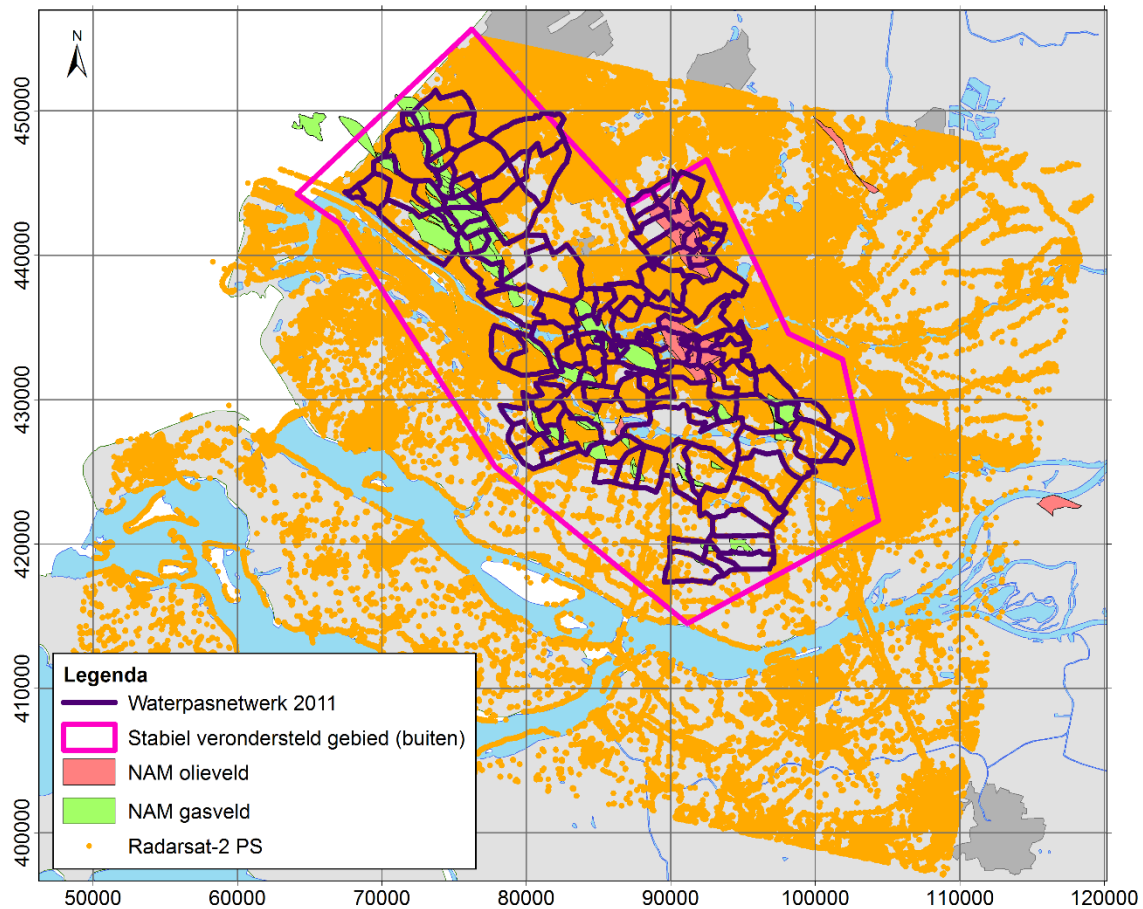 N
450000
440000
430000
420000
410000
400000
Legenda
Waterpasnetwerk 2011
Stabiel verondersteld gebied (buiten)
NAM olieveld
NAM gasveld
Radarsat-2 PS
50000 60000 70000 80000 90000 100000 110000 120000